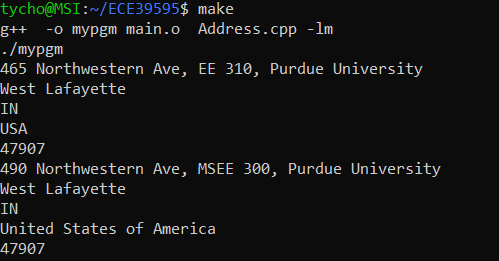 tycho@MSI:~/ECE39595$ make
g++  -o mypgm main.o  Address.cpp -lm
./mypgm
465 Northwestern Ave, EE 310, Purdue University
West Lafayette
IN
USA
47907
490 Northwestern Ave, MSEE 300, Purdue University
West Lafayette
IN
United States of America
47907